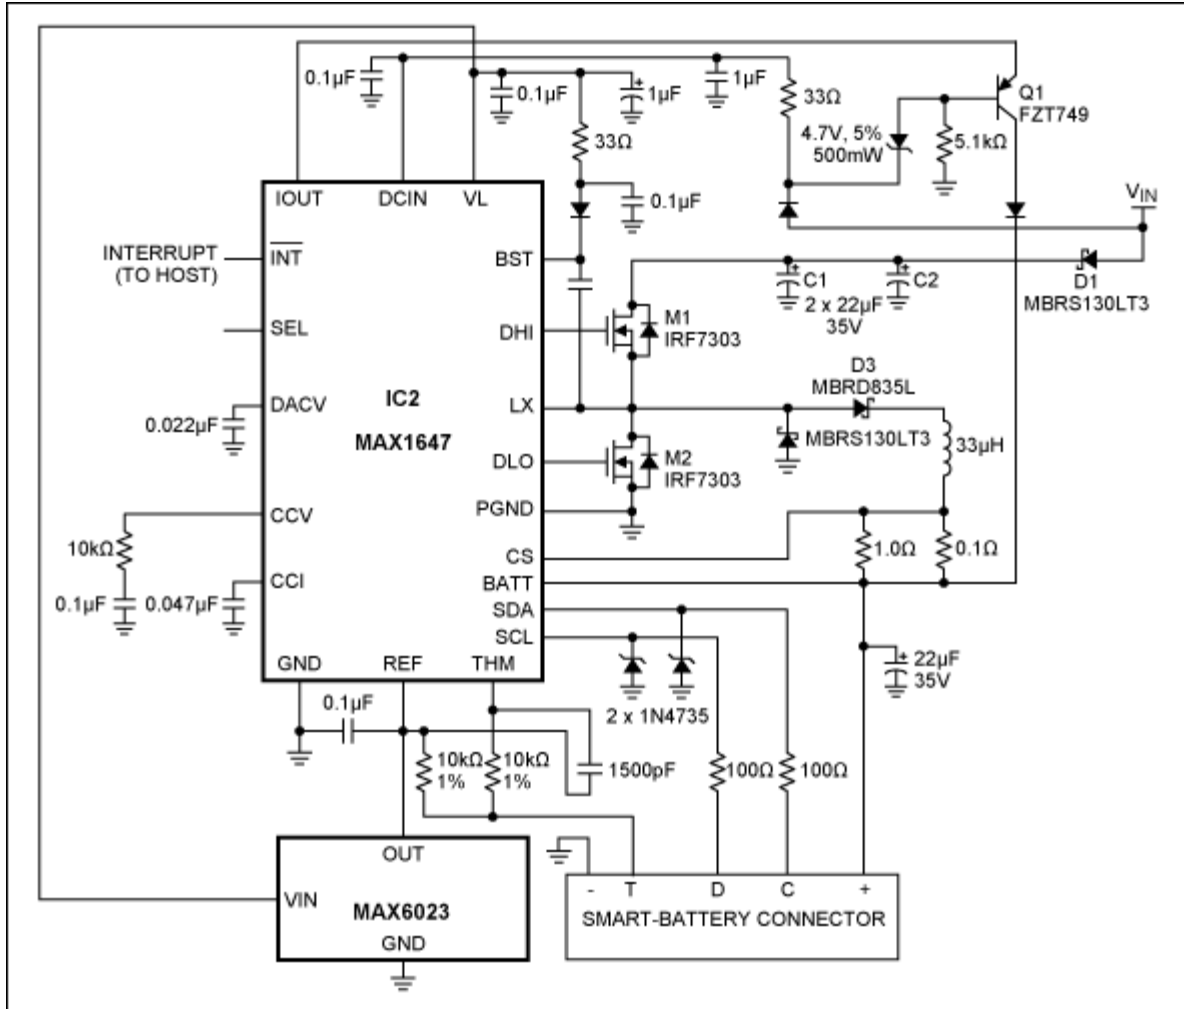 0.1µF
0.1µF
1µF
1µF
33Ω
33Ω
4.7V, 5%
500mW
5.1kΩ
Q1
FZT749
0.1µF
VIN
IOUT
DCIN
VL
INTERRUPT
(TO HOST)
INT
BST
SEL
DHI
M1
IRF7303
C1
2 x 22µF
35V
C2
D1
MBRS130LT3
DACV
0.022µF
IC2
MAX1647
LX
D3
MBRD835L
MBRS130LT3
33µH
DLO
M2
IRF7303
CCV
PGND
10kΩ
CS
1.0Ω
0.1Ω
CCI
BATT
0.1µF
0.047µF
SDA
SCL
GND
REF
THM
22µF
35V
0.1µF
2 x 1N4735
10kΩ
1%
10kΩ
1%
1500pF
100Ω
100Ω
OUT
VIN
MAX6023
GND
- T D C +
SMART-BATTERY CONNECTOR